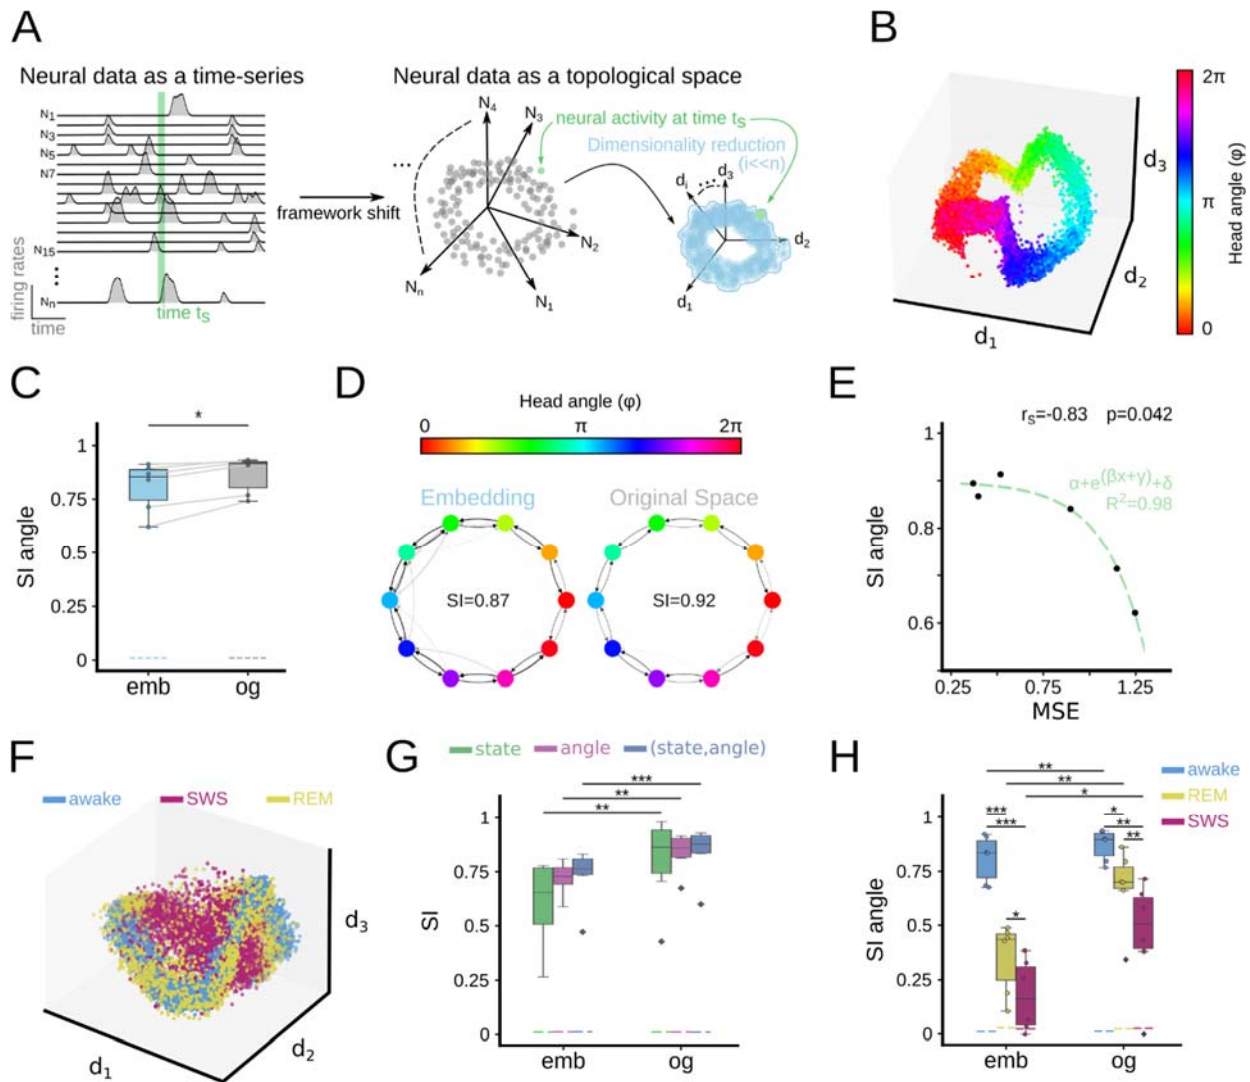 A
Neural data as a time-series
N1
N3
N5
N7
N15
Nn
firing rates
time
time ts
framework shift
Neural data as a topological space
N4
N3
N2
N1
Nn
...
neural activity at time ts
Dimensionality reduction
(i<<n)
d3
di
d2
d1
B
d3
d2
d1
2π
π
0
Head angle (φ)
C
*
1
0.75
0.5
0.25
0
SI angle
emb
og
D
Head angle (φ)
0
π
2π
Embedding
Original Space
SI=0.87
SI=0.92
E
rs=-0.83
p=0.042
1
0.8
0.6
SI angle
α+e(βx+γ)+δ
R2=0.98
0.25
0.75
1.25
MSE
F
awake
SWS
REM
d3
d2
d1
G
state
angle
(state,angle)
***
**
**
1
0.75
0.5
0.25
0
SI
emb
og
H
awake
REM
SWS
**
**
*
***
***
*
*
**
**
1
0.75
0.5
0.25
0
SI angle
emb
og